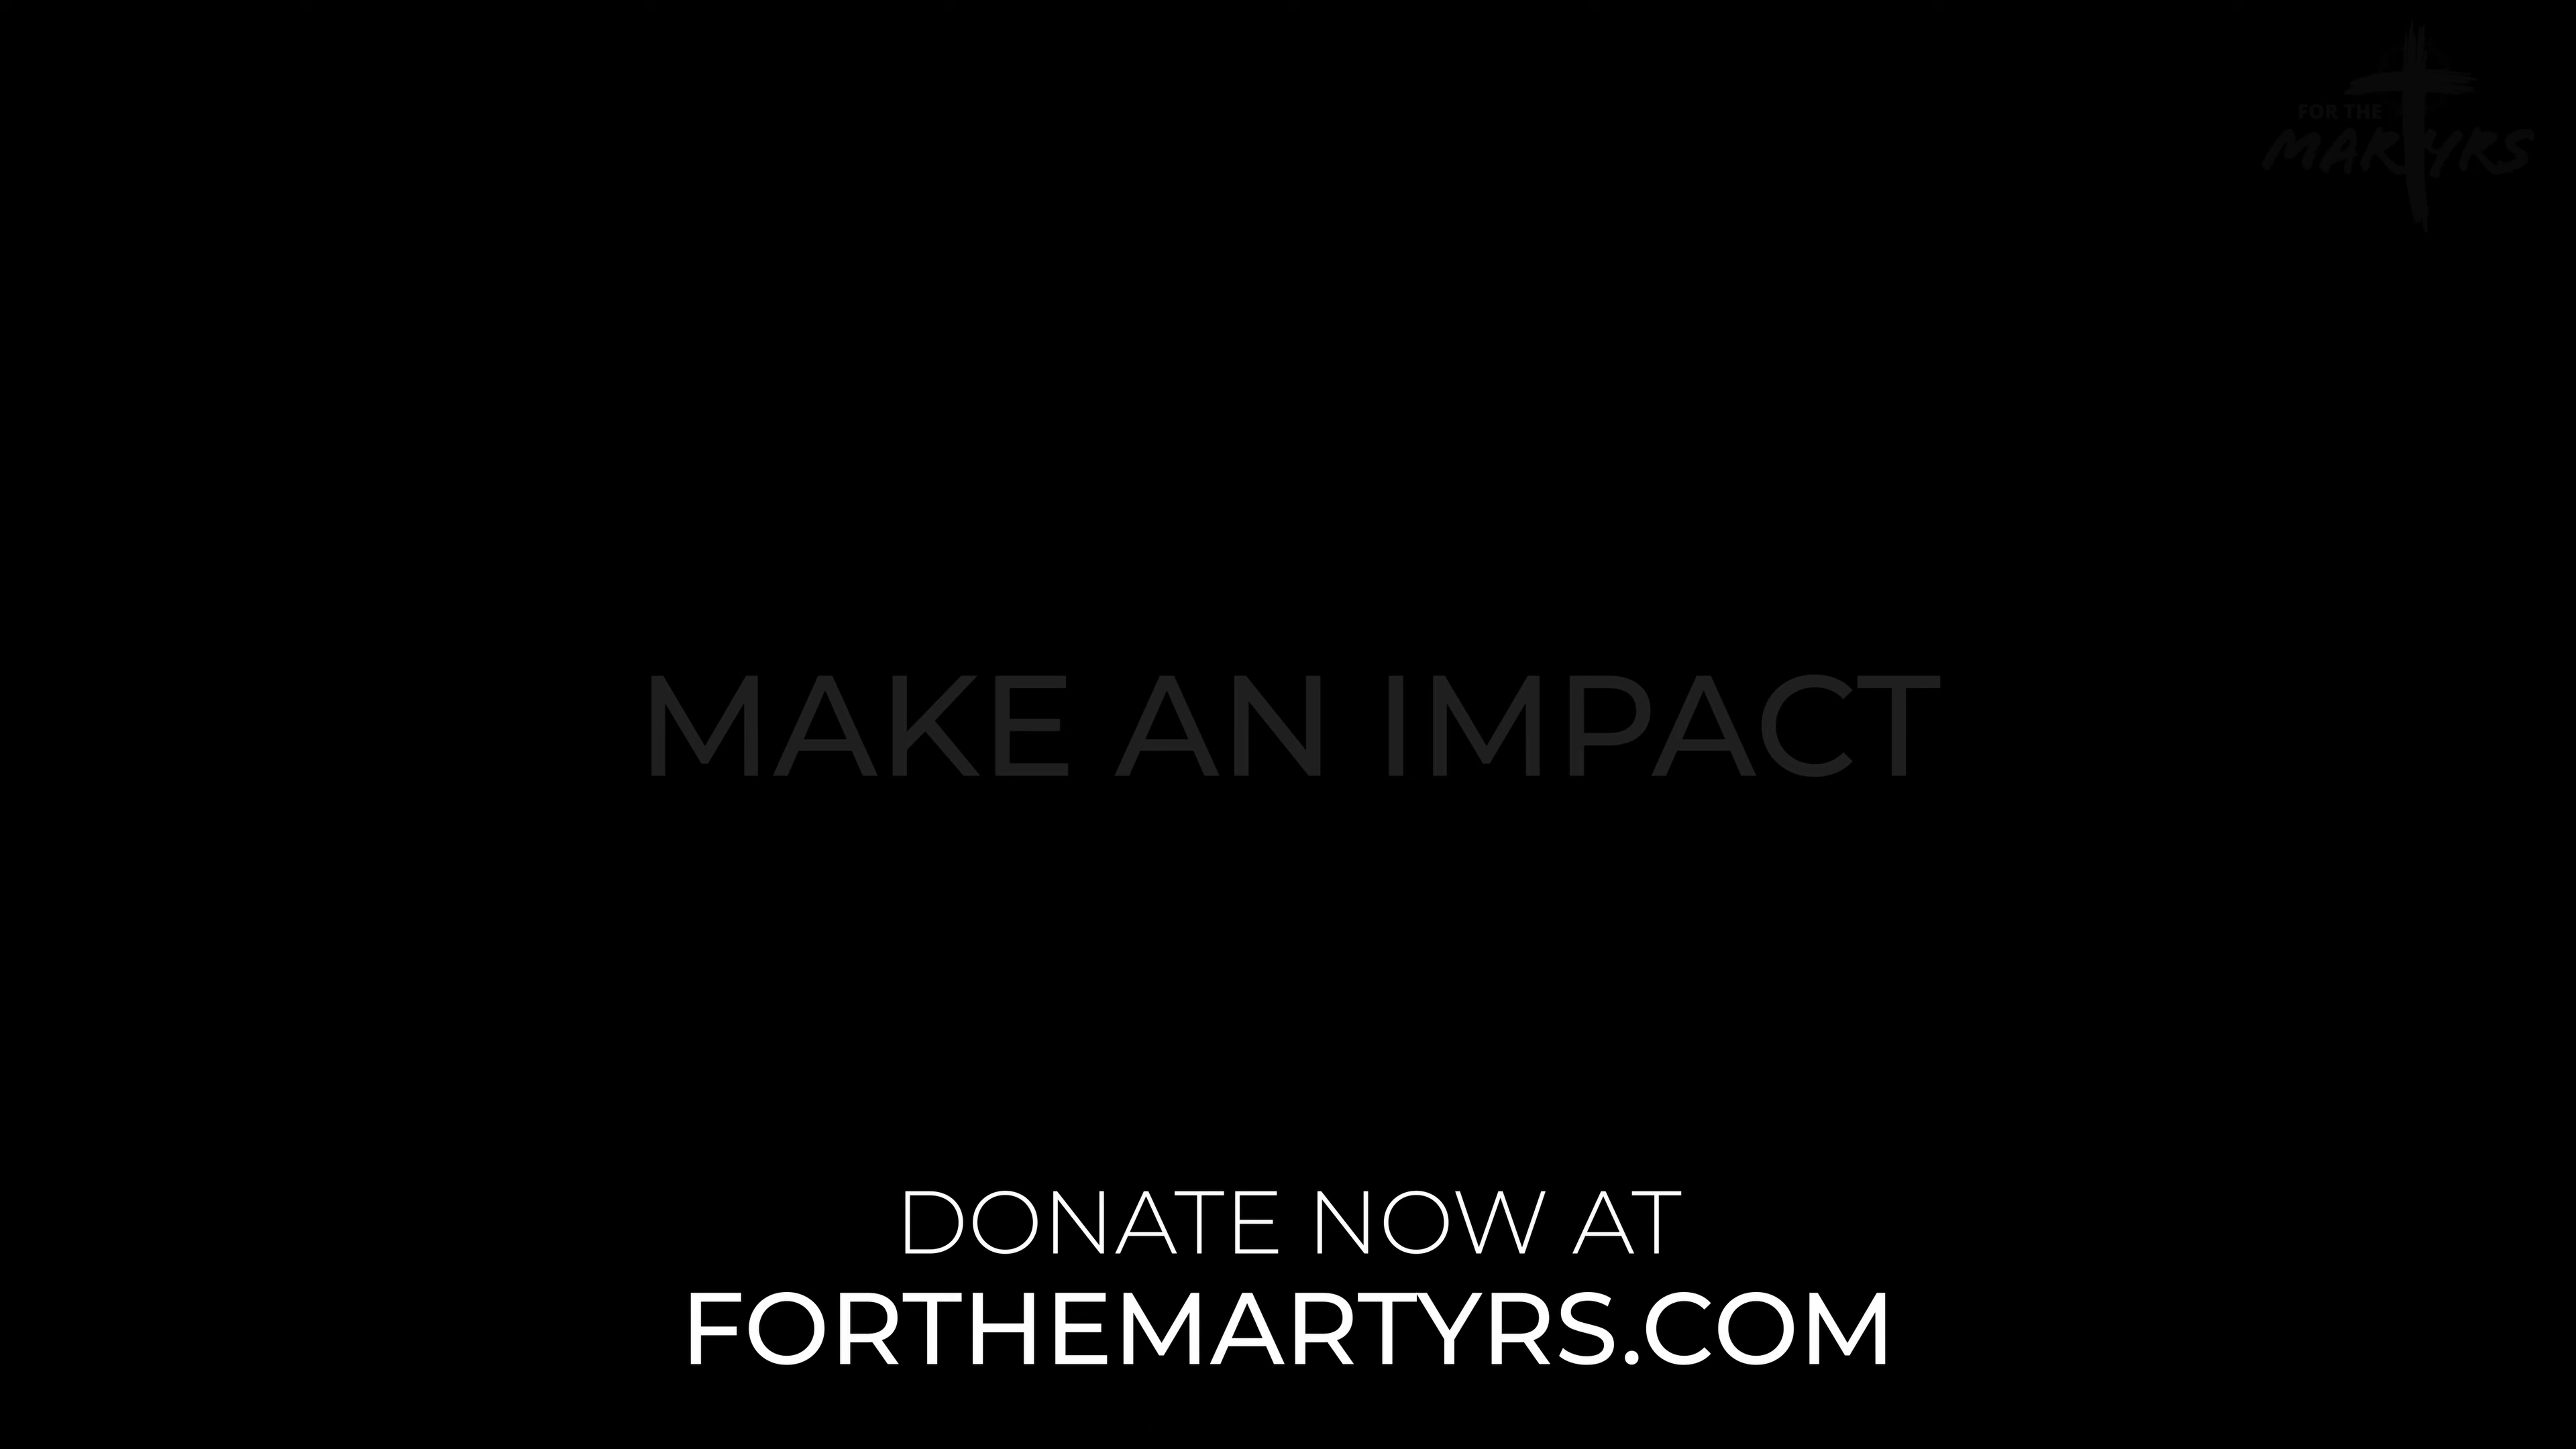 FOR THE
MARTYRS
MAKE AN IMPACT
DONATE NOW AT
FORTHEMARTYRS.COM